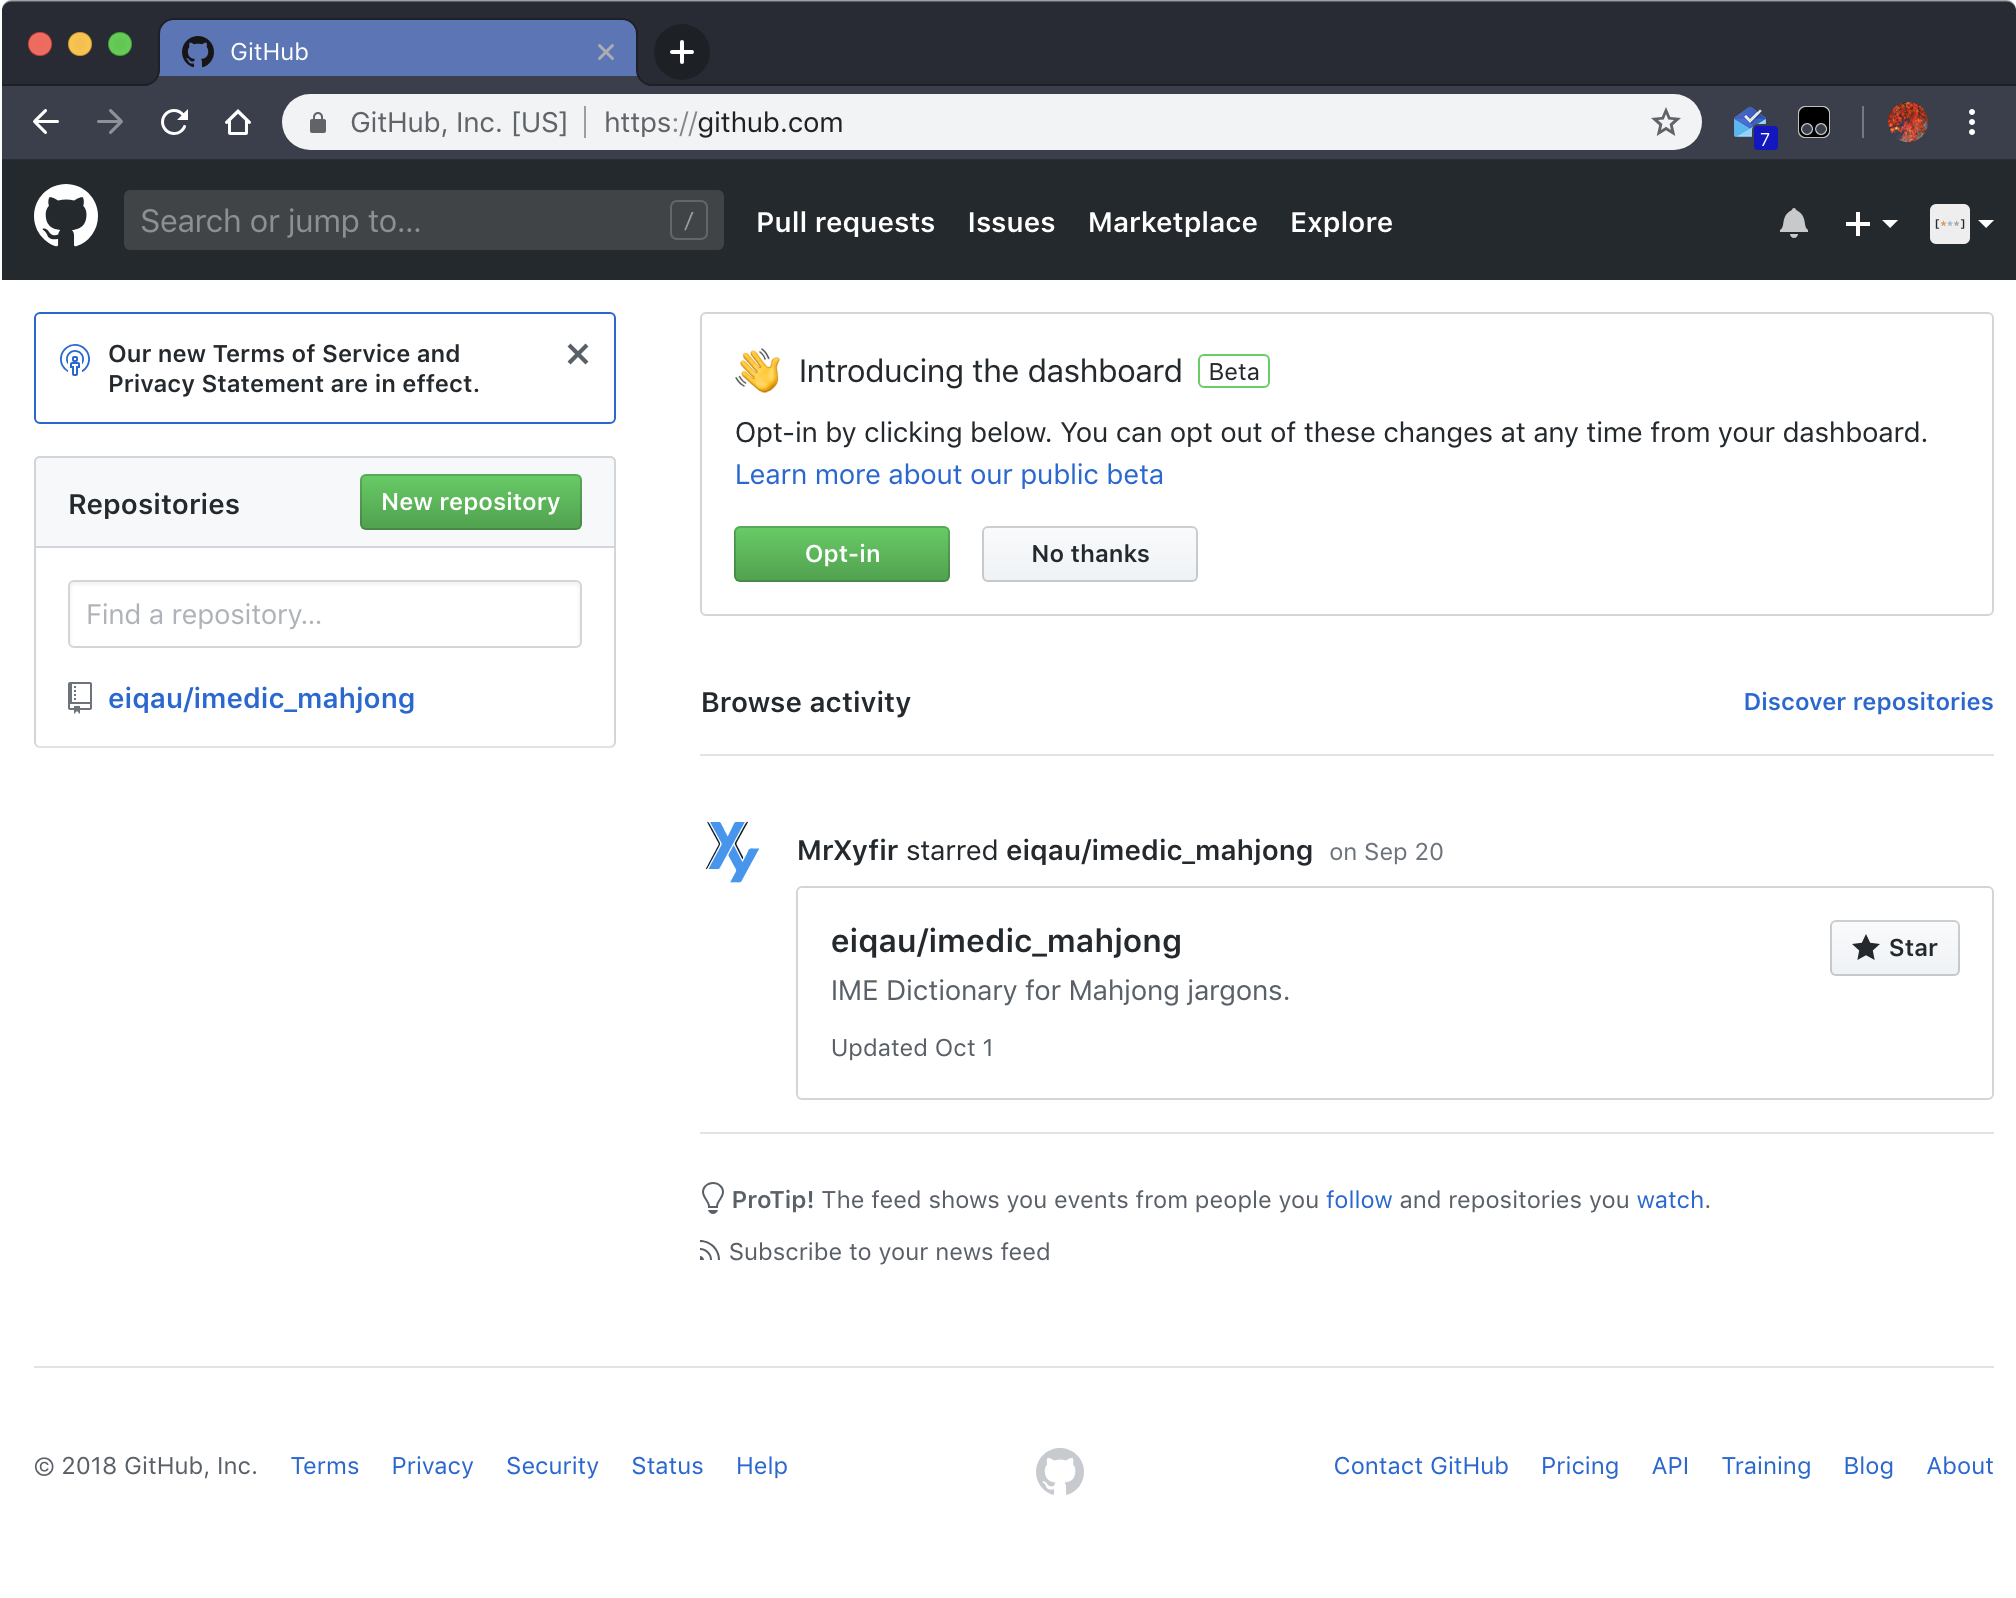 GitHub
GitHub, Inc. [US] https://github.com
7
Search or jump to... /
Pull requests Issues Marketplace Explore
[***]
Our new Terms of Service and
Privacy Statement are in effect.
Repositories New repository
Find a repository...
eiqau/imedic_mahjong
Introducing the dashboard Beta
Opt-in by clicking below. You can opt out of these changes at any time from your dashboard.
Learn more about our public beta
Opt-in No thanks
Browse activity Discover repositories
Xy
MrXyfir starred eiqau/imedic_mahjong on Sep 20
eiqau/imedic_mahjong
Star
IME Dictionary for Mahjong jargons.
Updated Oct 1
ProTip! The feed shows you events from people you follow and repositories you watch.
Subscribe to your news feed
© 2018 GitHub, Inc. Terms Privacy Security Status Help
Contact GitHub Pricing API Training Blog About